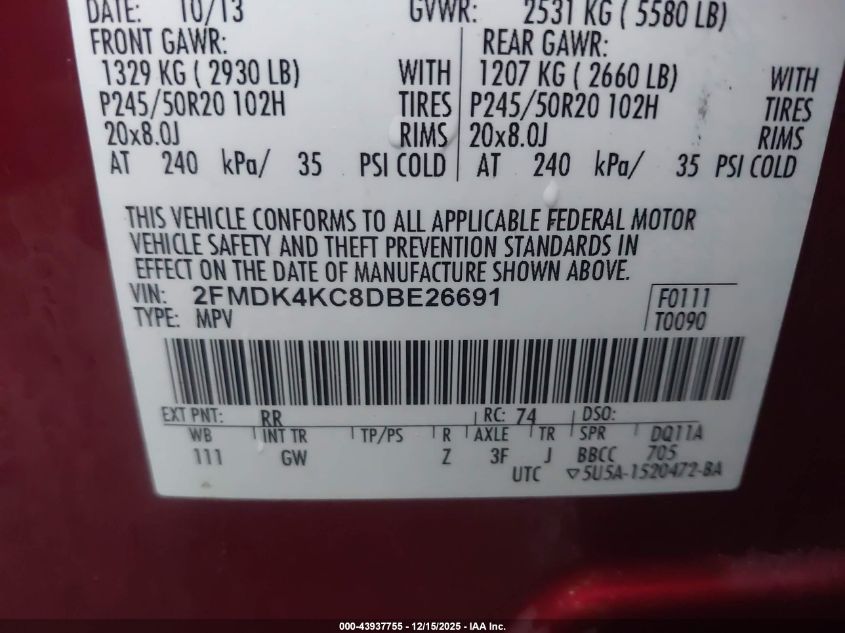 DATE: 10/13 GVWR: 2531 KG ( 5580 LB)
FRONT GAWR: REAR GAWR:
1329 KG ( 2930 LB) WITH 1207 KG ( 2660 LB) WITH
P245/50R20 102H TIRES P245/50R20 102H TIRES
20x8.0J RIMS 20x8.0J RIMS
AT 240 kPa/ 35 PSI COLD AT 240 kPa/ 35 PSI COLD
THIS VEHICLE CONFORMS TO ALL APPLICABLE FEDERAL MOTOR
VEHICLE SAFETY AND THEFT PREVENTION STANDARDS IN
EFFECT ON THE DATE OF MANUFACTURE SHOWN ABOVE.
VIN: 2FMDK4KC8DBE26691 F0111
TYPE: MPV T0090
EXT PNT: RR RC: 74 DSO:
WB INT TR TP/PS R AXLE TR SPR DQ11A
111 GW Z 3F J BBCC 705
UTC ▽5U5A-1520472-BA
000-43937755 - 12/15/2025 - IAA Inc.